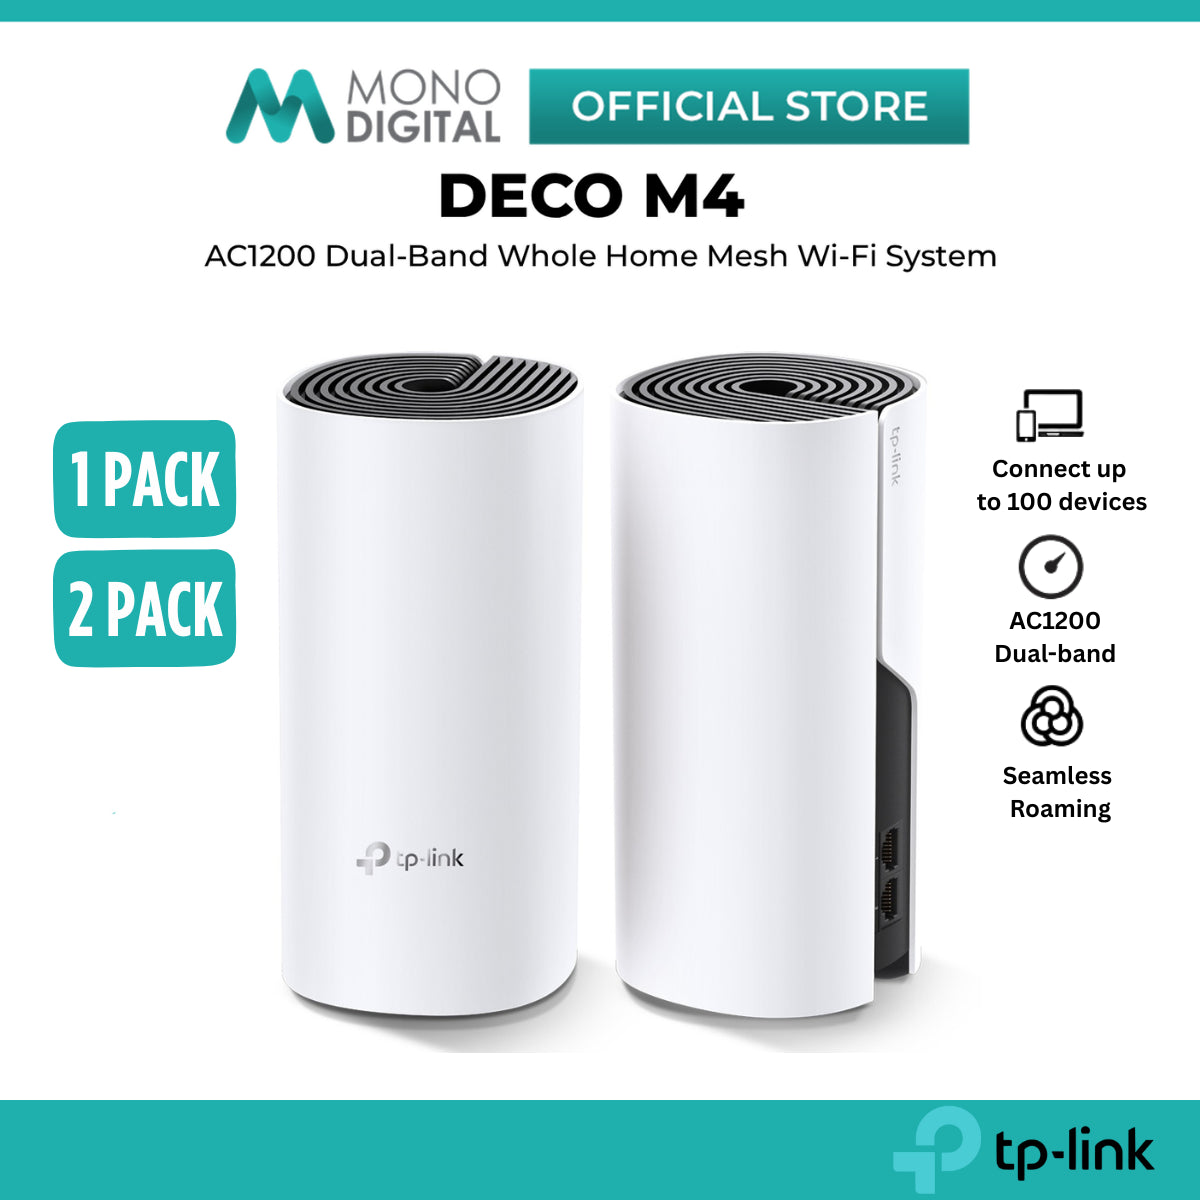 MONO
DIGITAL
OFFICIAL STORE
DECO M4
AC1200 Dual-Band Whole Home Mesh Wi-Fi System
1 PACK
2 PACK
tp-link
tp-link
Connect up
to 100 devices
AC1200
Dual-band
Seamless
Roaming
tp-link